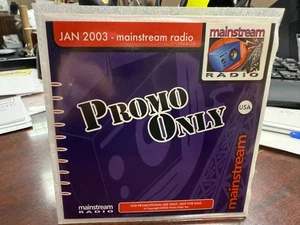 JAN 2003 - mainstream radio
mainstream
RADIO
PROMO
ONLY
USA
mainstream
mainstream
RADIO
FOR PROMOTIONAL USE ONLY, NOT FOR SALE